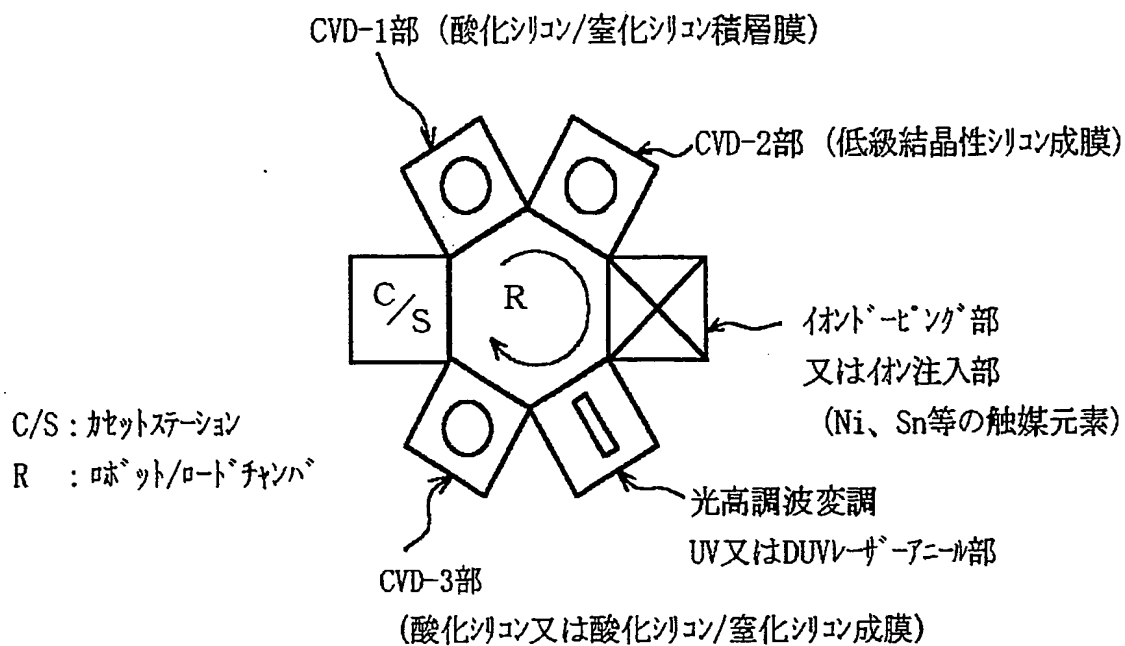 CVD-1部 (酸化シリコン/窒化シリコン積層膜)
CVD-2部 (低級結晶性シリコン成膜)
C/S
R
イオンドーピング部
又はイオン注入部
(Ni、Sn等の触媒元素)
C/S : カセットステーション
R : ロボット/ロードチャンバ
光高調波変調
UV又はDUVレーザーアニール部
CVD-3部
(酸化シリコン又は酸化シリコン/窒化シリコン成膜)